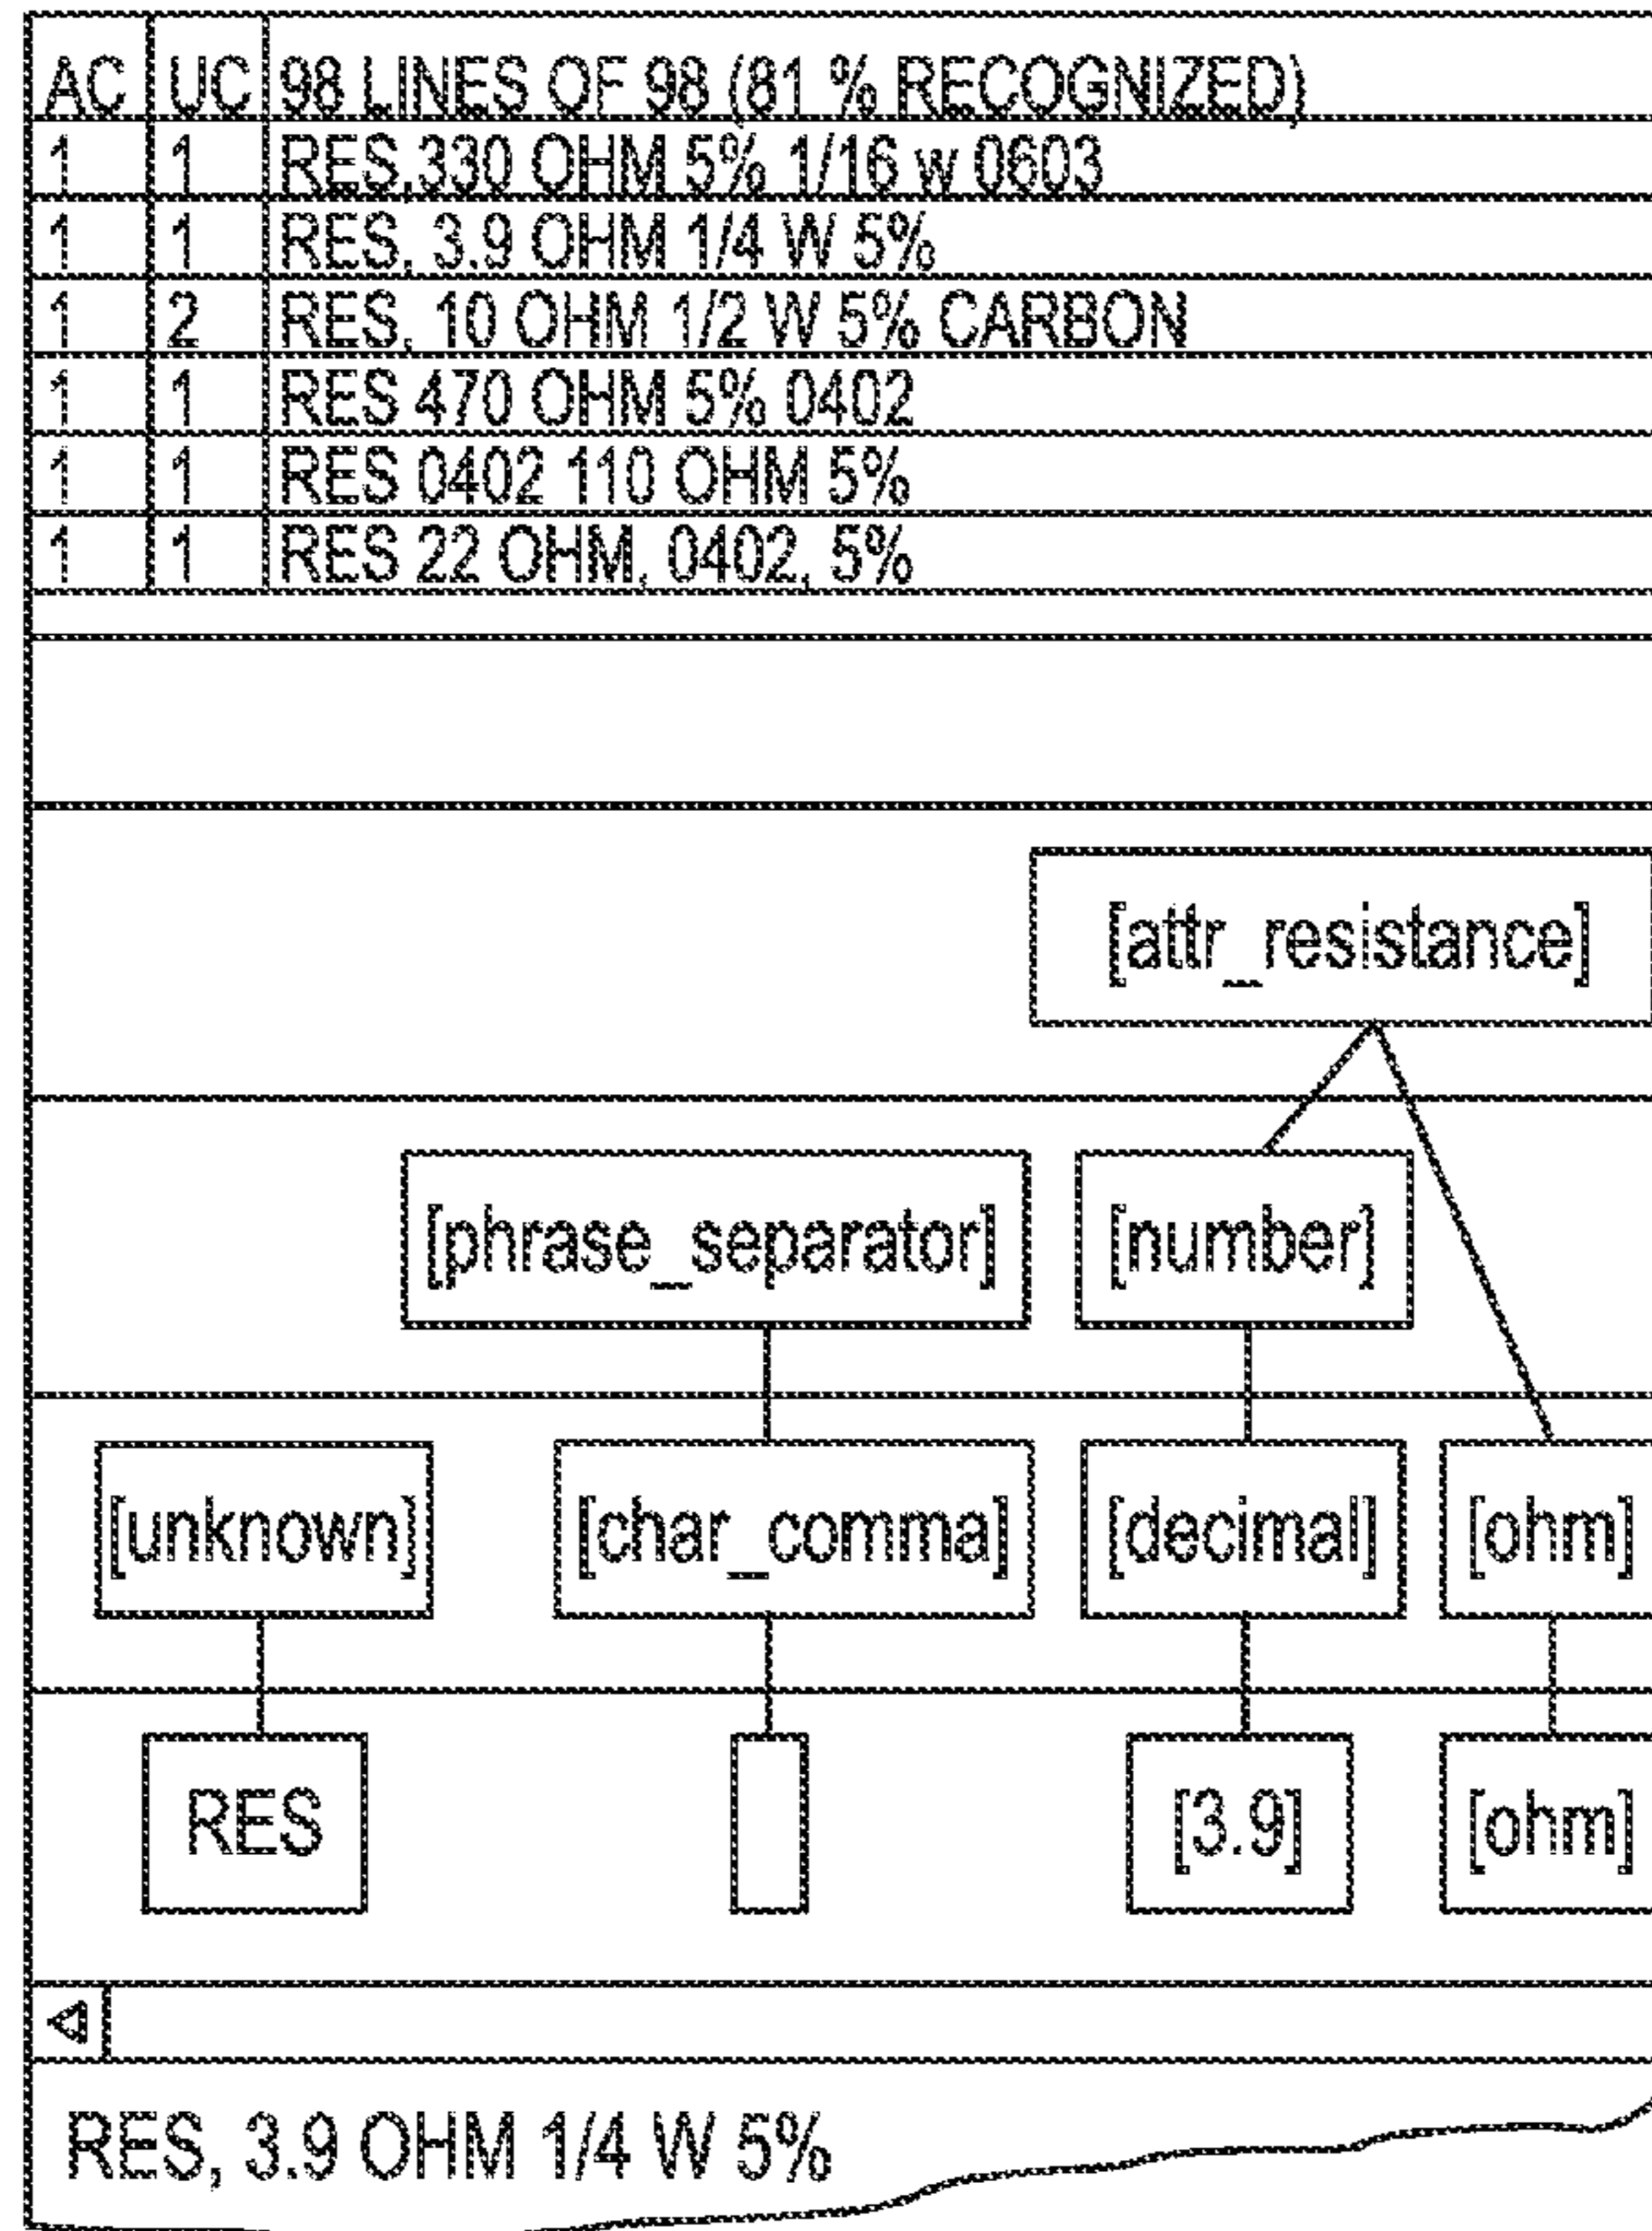 AC UC 98 LINES OF 98 (81 % RECOGNIZED)
1 1 RES,330 OHM 5% 1/16 w 0603
1 1 RES, 3.9 OHM 1/4 W 5%
1 2 RES, 10 OHM 1/2 W 5% CARBON
1 1 RES 470 OHM 5% 0402
1 1 RES 0402 110 OHM 5%
1 1 RES 22 OHM, 0402, 5%
[attr_resistance]
[phrase_separator] [number]
[unknown] [char_comma] [decimal] [ohm]
RES [3.9] [ohm]
RES, 3.9 OHM 1/4 W 5%